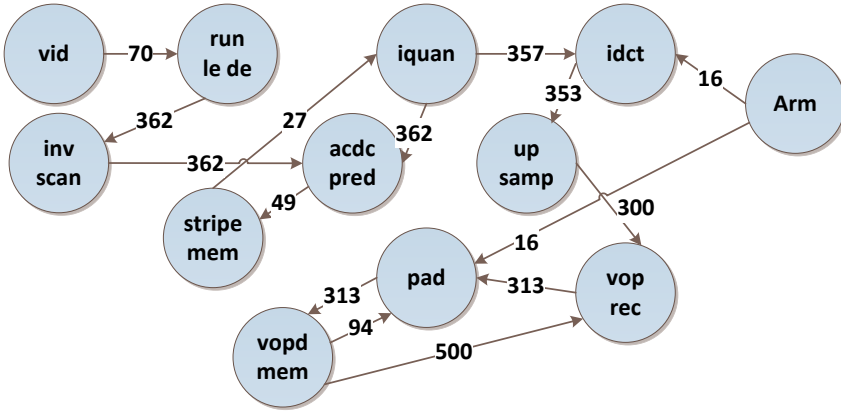 vid
70
run
le de
iquan
357
idct
16
Arm
353
362
27
362
inv
scan
362
acdc
pred
up
samp
49
stripe
mem
300
16
pad
313
vop
rec
313
94
vopd
mem
500